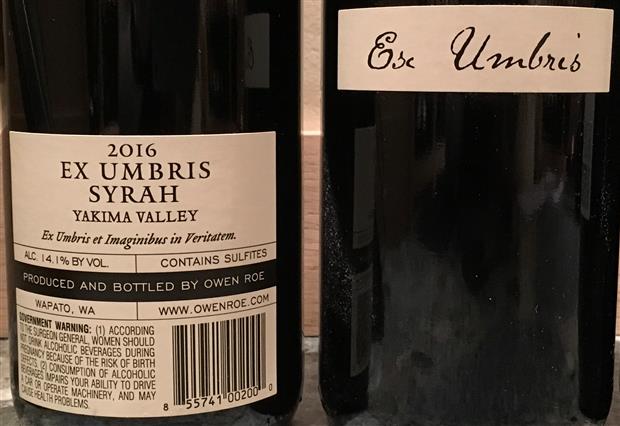 2016
EX UMBRIS
SYRAH
YAKIMA VALLEY
Ex Umbris et Imaginibus in Veritatem.
ALC. 14.1% BY VOL. CONTAINS SULFITES
PRODUCED AND BOTTLED BY OWEN ROE
WAPATO, WA WWW.OWENROE.COM
GOVERNMENT WARNING: (1) ACCORDING
TO THE SURGEON GENERAL, WOMEN SHOULD
NOT DRINK ALCOHOLIC BEVERAGES DURING
PREGNANCY BECAUSE OF THE RISK OF BIRTH
DEFECTS. (2) CONSUMPTION OF ALCOHOLIC
BEVERAGES IMPAIRS YOUR ABILITY TO DRIVE
A CAR OR OPERATE MACHINERY, AND MAY
CAUSE HEALTH PROBLEMS.
8 55741 00200 0
Ex Umbris